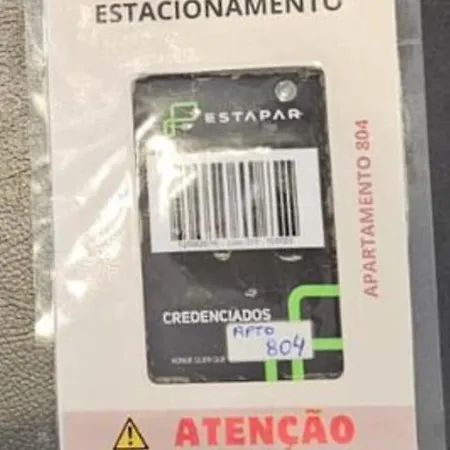 ESTACIONAMENTO
ESTAPAR
APARTAMENTO 804
CREDENCIADOS
APTO
804
ATENÇÃO